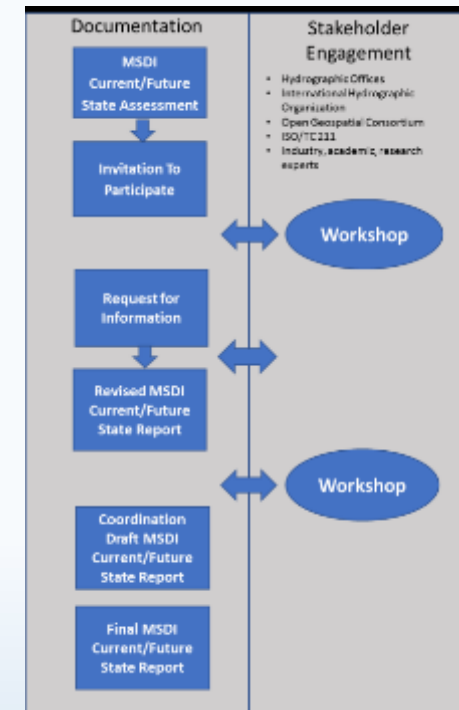 Documentation
MSDI
Current/Future
State Assessment
Invitation To
Participate
Request for
Information
Revised MSDI
Current/Future
State Report
Coordination
Draft MSDI
Current/Future
State Report
Final MSDI
Current/Future
State Report
Stakeholder
Engagement
• Hydrographic Offices
• International Hydrographic
Organization
• Open Geospatial Consortium
• ISO/TC 211
• Industry, academic, research
experts
Workshop
Workshop